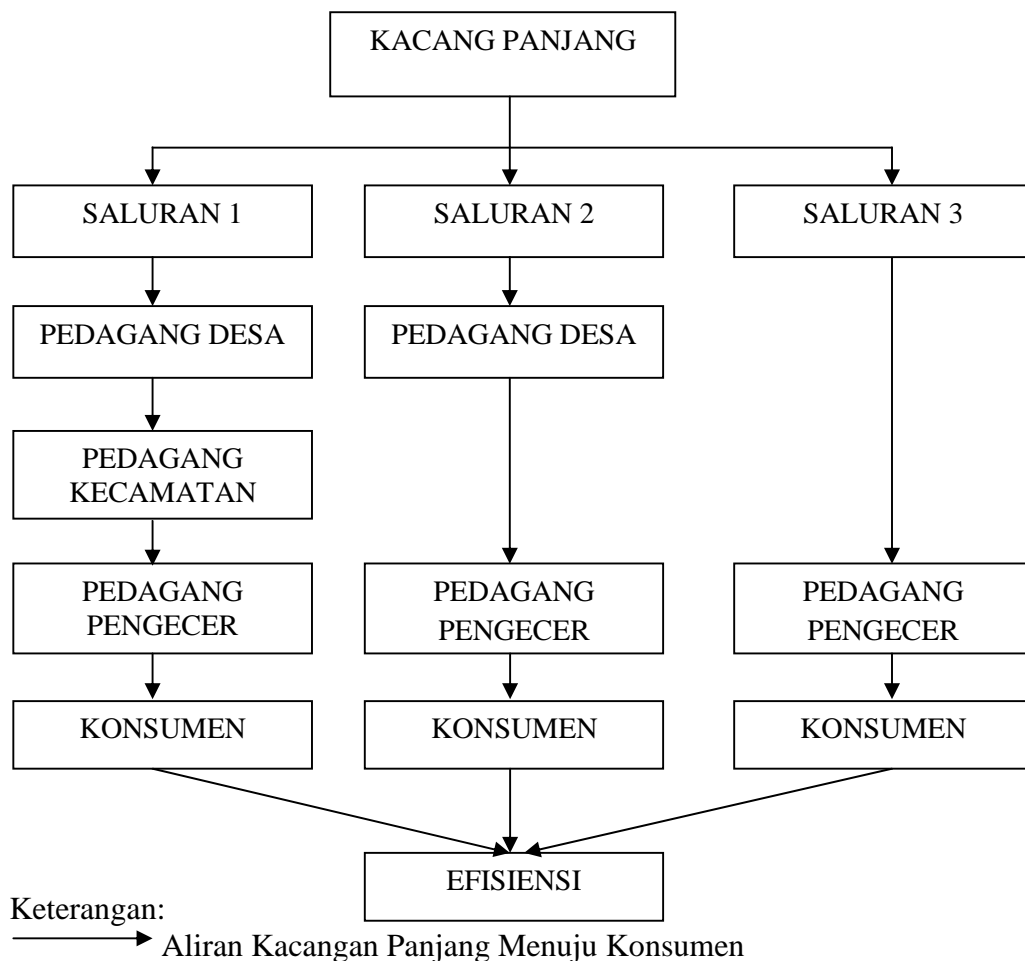 KACANG PANJANG
SALURAN 1
SALURAN 2
SALURAN 3
PEDAGANG DESA
PEDAGANG DESA
PEDAGANG
KECAMATAN
PEDAGANG
PENGECER
PEDAGANG
PENGECER
PEDAGANG
PENGECER
KONSUMEN
KONSUMEN
KONSUMEN
EFISIENSI
Keterangan:
Aliran Kacangan Panjang Menuju Konsumen